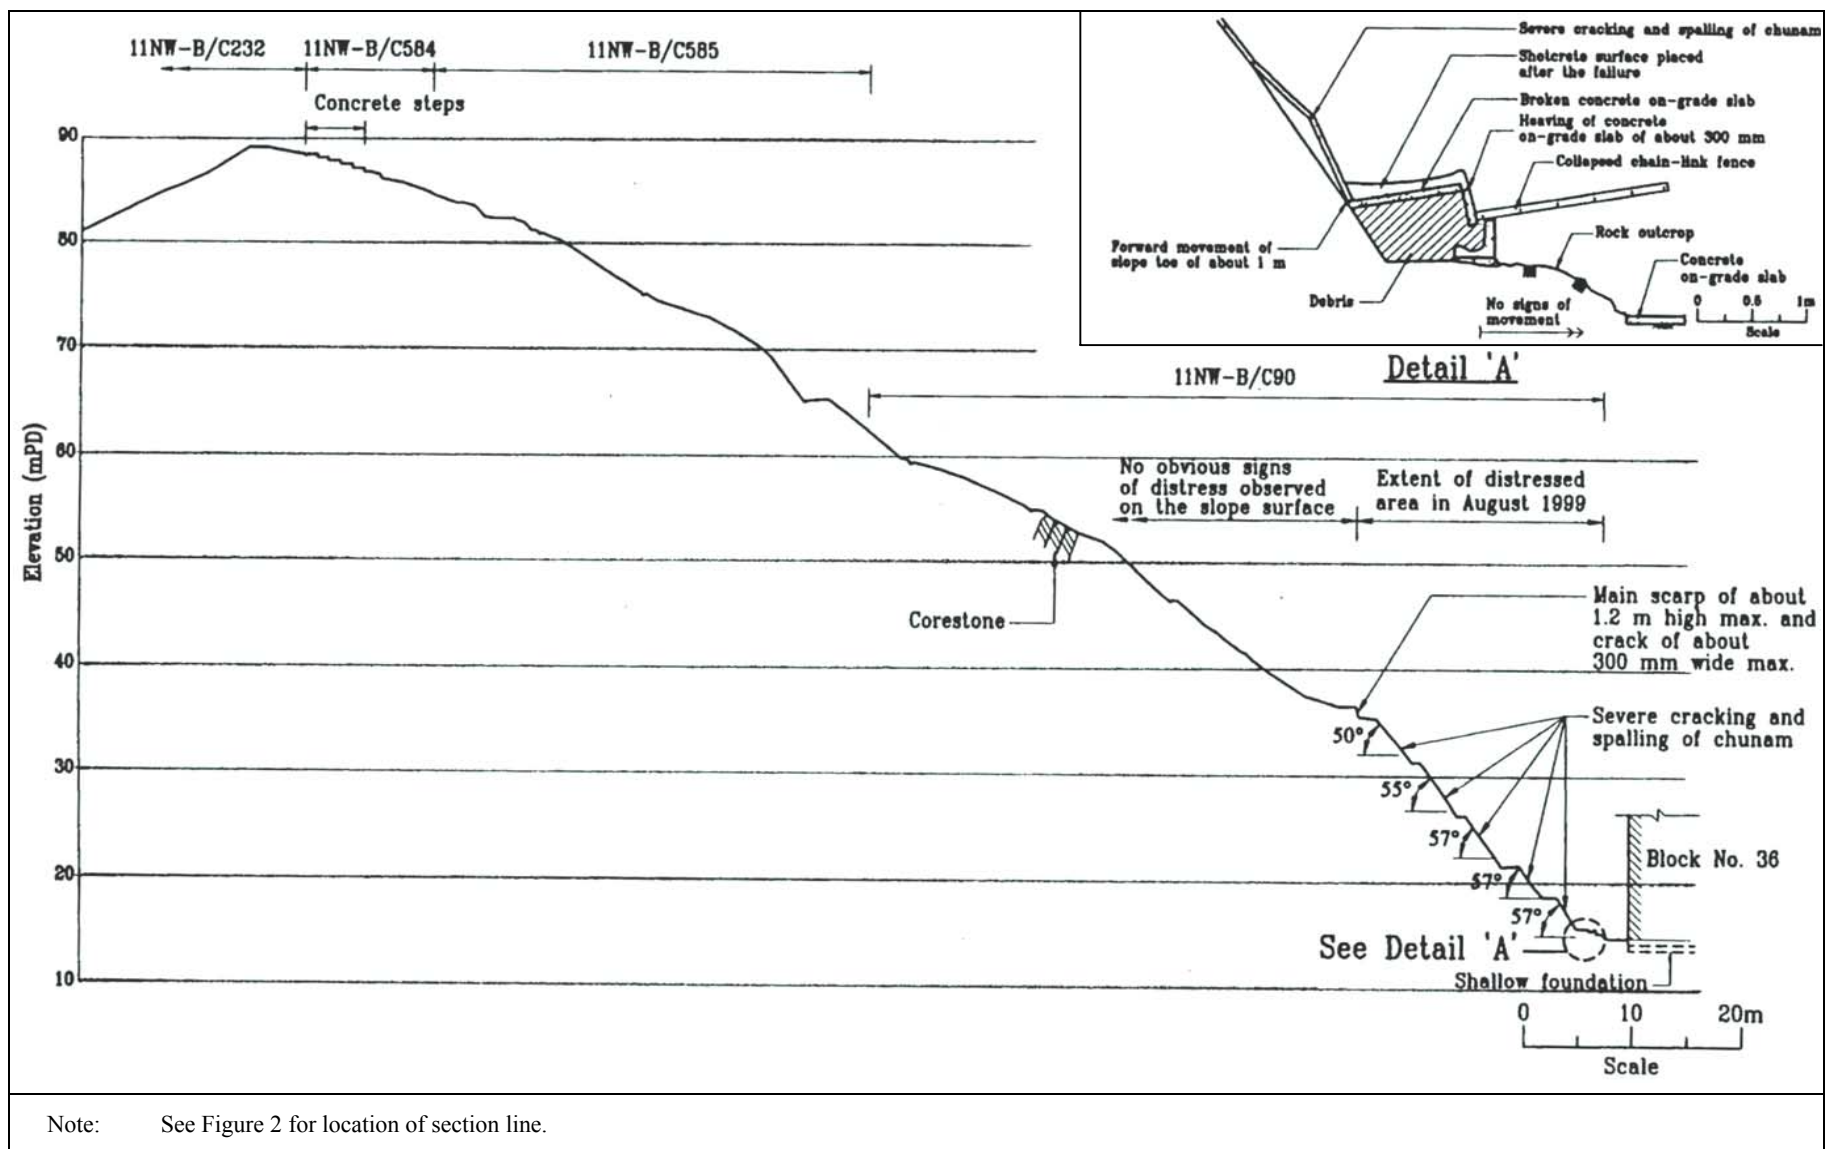 11NW-B/C232
11NW-B/C584
11NW-B/C585
Concrete steps
Severe cracking and spalling of chunam
Shotcrete surface placed
after the failure
Broken concrete on-grade slab
Heaving of concrete
on-grade slab of about 300 mm
Collapsed chain-link fence
Rock outcrop
Concrete
on-grade slab
Forward movement of
slope toe of about 1 m
Debris
No signs of
movement
0 0.5 1m
Scale
Detail 'A'
11NW-B/C90
Elevation (mPD)
90
80
70
60
50
40
30
20
10
No obvious signs
of distress observed
on the slope surface
Extent of distressed
area in August 1999
Corestone
Main scarp of about
1.2 m high max. and
crack of about
300 mm wide max.
Severe cracking and
spalling of chunam
50°
55°
57°
57°
57°
Block No. 36
See Detail 'A'
Shallow foundation
0 10 20m
Scale
Note: See Figure 2 for location of section line.